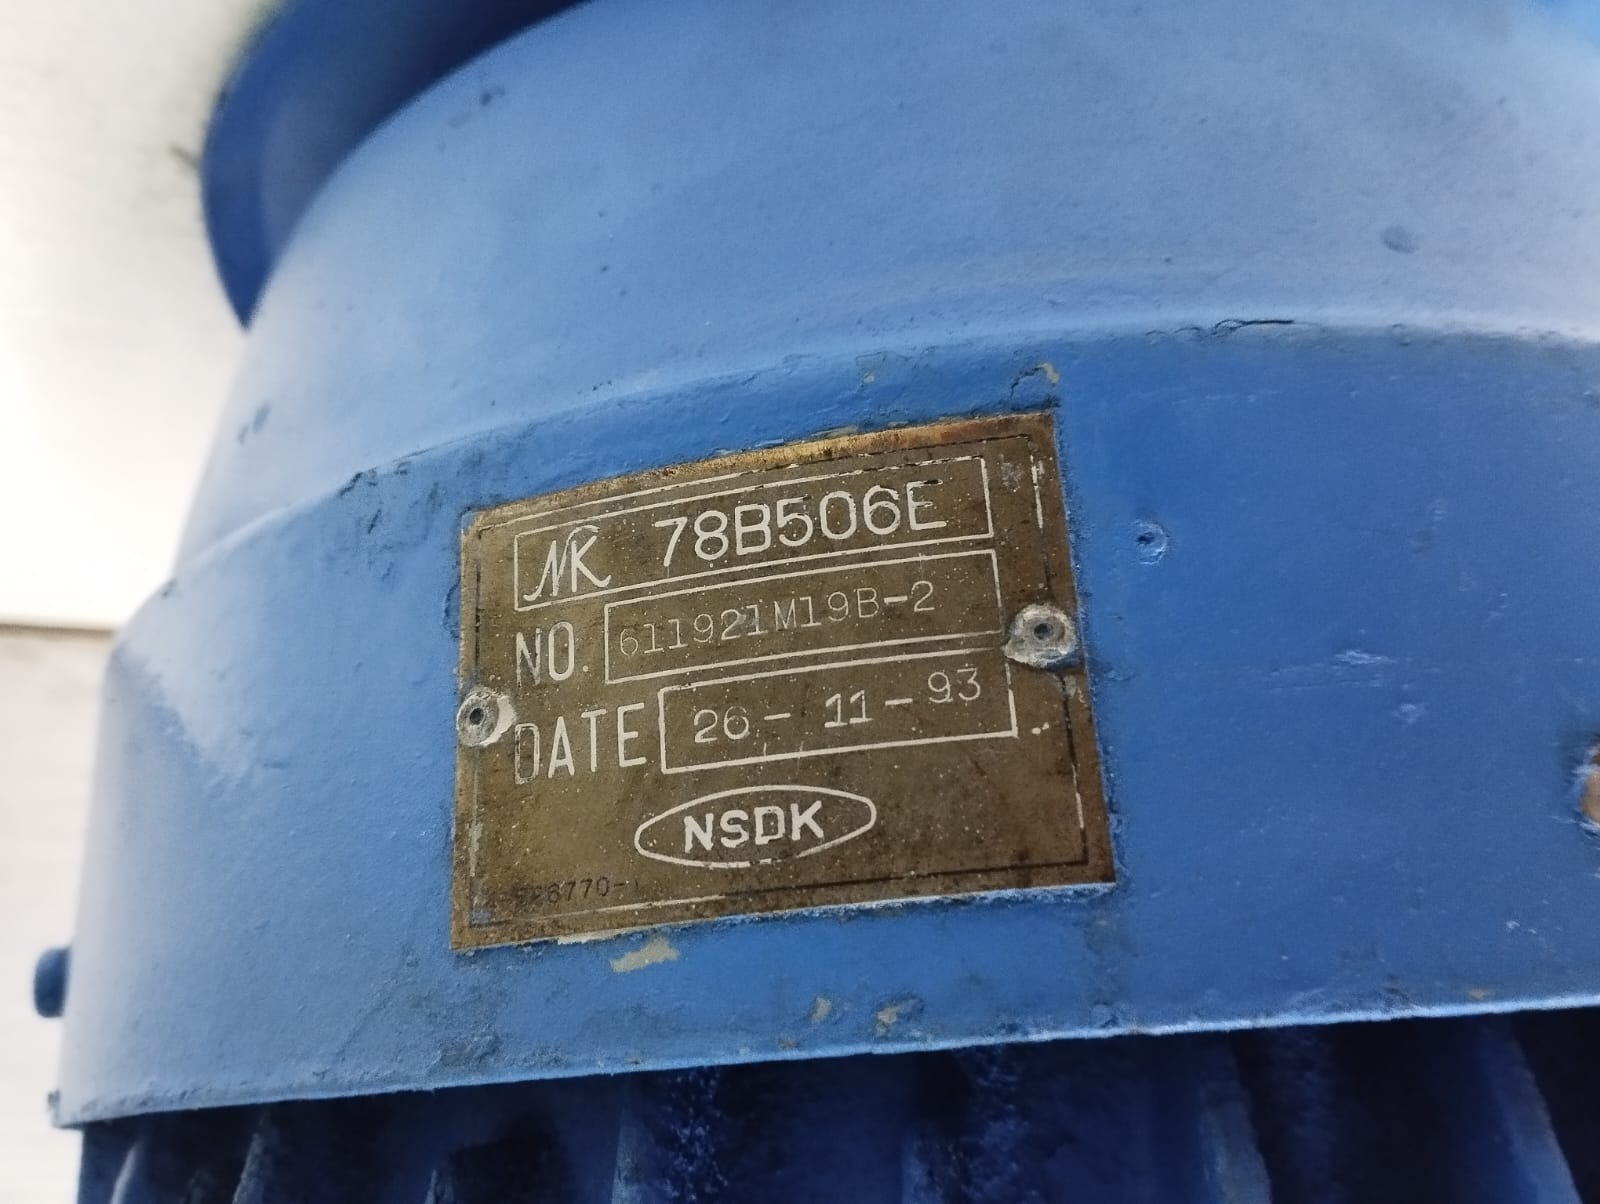 NK 78B506E
NO. 611921M19B-2
DATE 26 - 11 - 93
NSDK